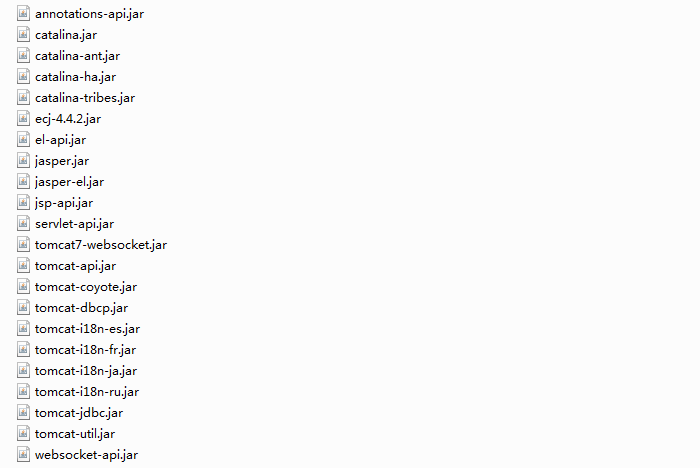 annotations-api.jar
catalina.jar
catalina-ant.jar
catalina-ha.jar
catalina-tribes.jar
ecj-4.4.2.jar
el-api.jar
jasper.jar
jasper-el.jar
jsp-api.jar
servlet-api.jar
tomcat7-websocket.jar
tomcat-api.jar
tomcat-coyote.jar
tomcat-dbcp.jar
tomcat-i18n-es.jar
tomcat-i18n-fr.jar
tomcat-i18n-ja.jar
tomcat-i18n-ru.jar
tomcat-jdbc.jar
tomcat-util.jar
websocket-api.jar